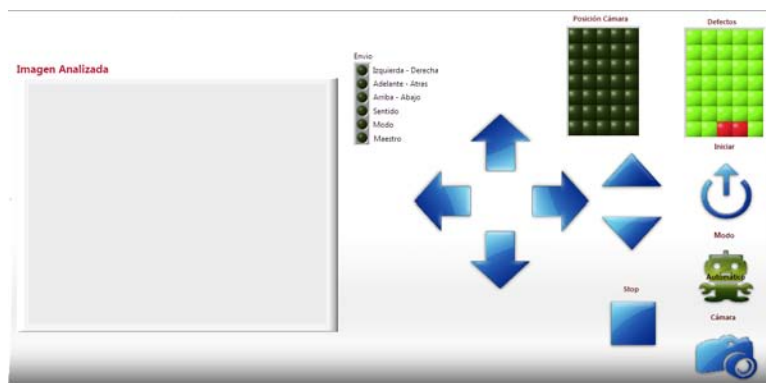 Posición Cámara
Defectos
Envio
Imagen Analizada
Izquierda - Derecha
Adelante - Atras
Arriba - Abajo
Sentido
Modo
Maestro
Iniciar
Modo
Automático
Stop
Cámara